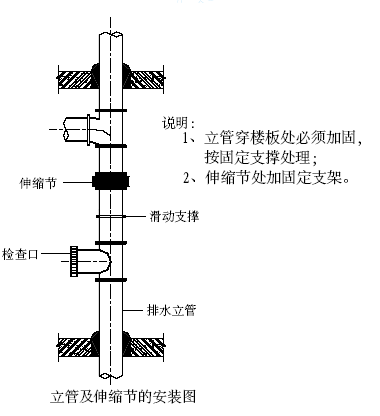 说明:
1、立管穿楼板处必须加固,
按固定支撑处理;
2、伸缩节处加固定支架。
伸缩节
滑动支撑
检查口
排水立管
立管及伸缩节的安装图